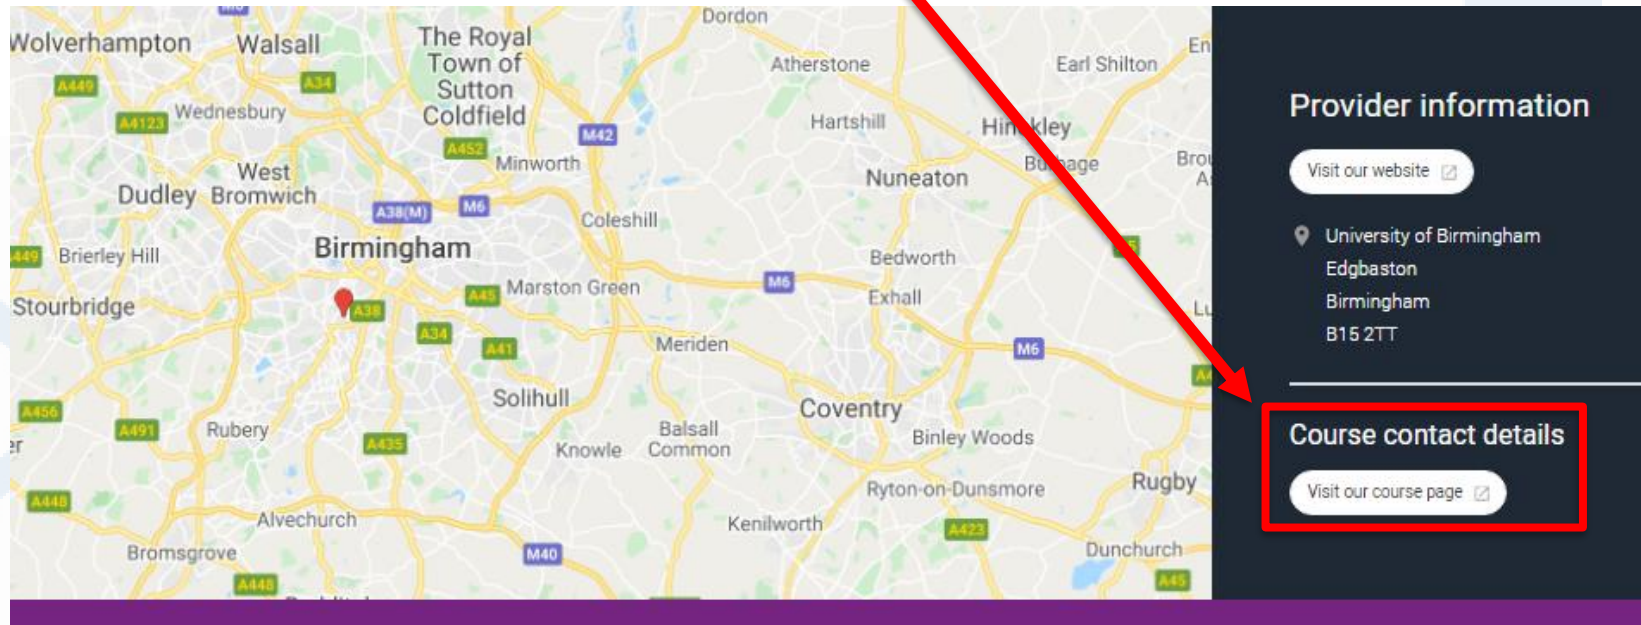 Dordon
Wolverhampton
Walsall
The Royal
Town of
Sutton
Coldfield
Atherstone
Earl Shilton
A449
A34
A4123
Wednesbury
M42
Hartshill
A452
Minworth
West
Bromwich
Dudley
Nuneaton
A38(M)
M6
Coleshill
Birmingham
Brierley Hill
Bedworth
M6
Stourbridge
A45
Marston Green
Exhall
A38
A34
A41
Meriden
M6
Solihull
Coventry
A456
A491
Rubery
A435
Knowle
Balsall
Common
Binley Woods
Ryton-on-Dunsmore
Rugby
A448
Alvechurch
Kenilworth
A423
Bromsgrove
M40
Dunchurch
A448
A45
Provider information
Visit our website
University of Birmingham
Edgbaston
Birmingham
B15 2TT
Course contact details
Visit our course page